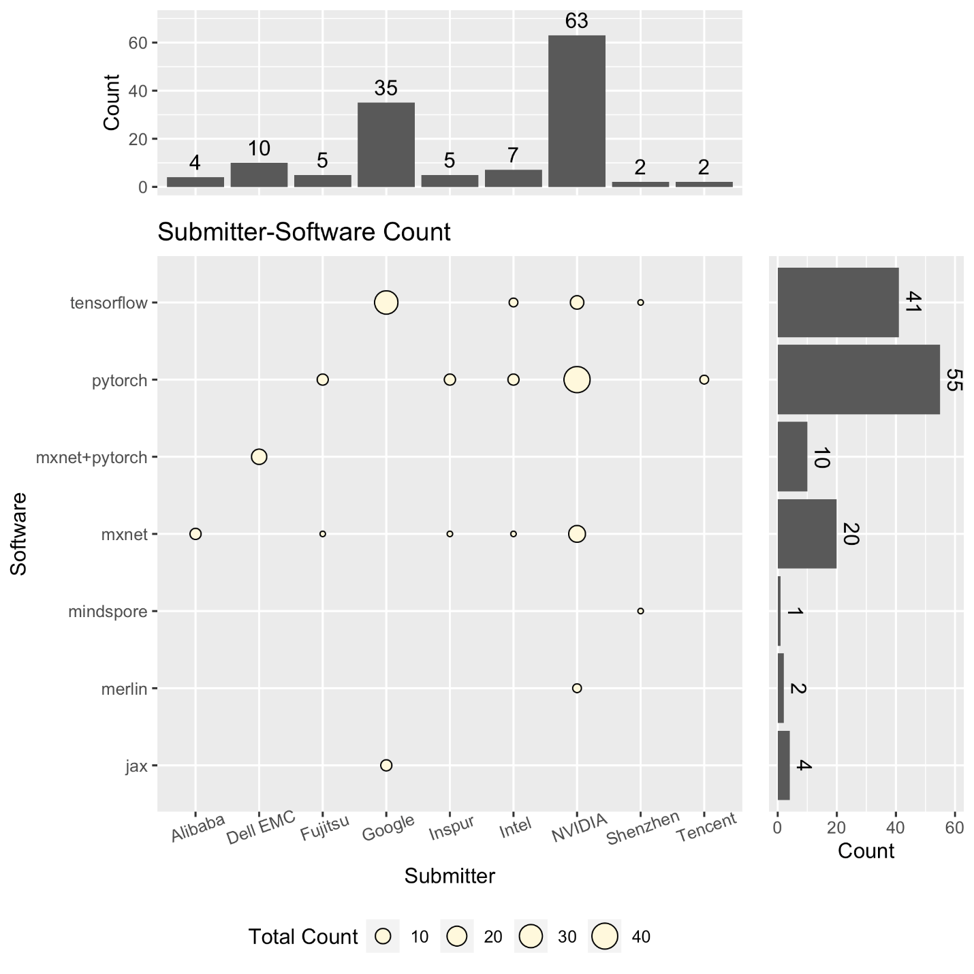 63
60
40
20
0
Count
4
10
5
35
5
7
2
2
Submitter-Software Count
Software
tensorflow
pytorch
mxnet+pytorch
mxnet
mindspore
merlin
jax
Alibaba
Dell EMC
Fujitsu
Google
Inspur
Intel
NVIDIA
Shenzhen
Tencent
Submitter
41
55
10
20
1
2
4
0 20 40 60
Count
Total Count 10 20 30 40